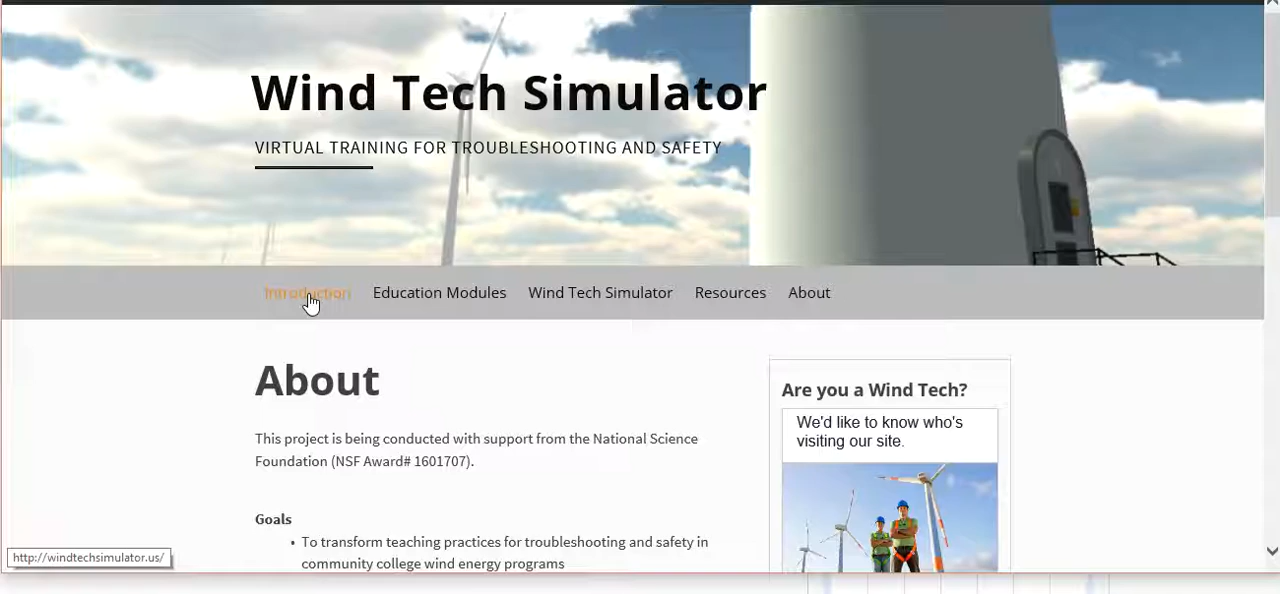 Wind Tech Simulator
VIRTUAL TRAINING FOR TROUBLESHOOTING AND SAFETY
Introduction Education Modules Wind Tech Simulator Resources About
About
This project is being conducted with support from the National Science
Foundation (NSF Award# 1601707).
Goals
• To transform teaching practices for troubleshooting and safety in
community college wind energy programs
Are you a Wind Tech?
We'd like to know who's
visiting our site.
http://windtechsimulator.us/